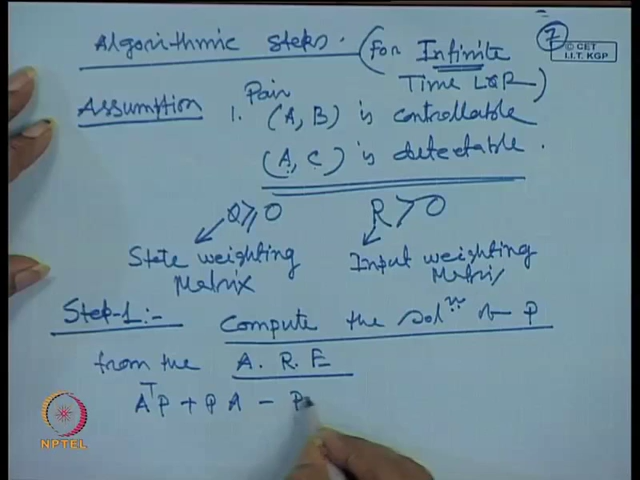 7
© CET
I.I.T. KGP
Algorithmic steps. (for Infinite
Time LQR)
Assumption 1. Pair (A, B) is controllable
(A, C) is detectable.
Q ≥ 0 R > 0
State weighting Matrix
Input weighting Matrix
Step-1:- Compute the solⁿ of P
from the A. R. E
AᵀP + PA - P
NPTEL